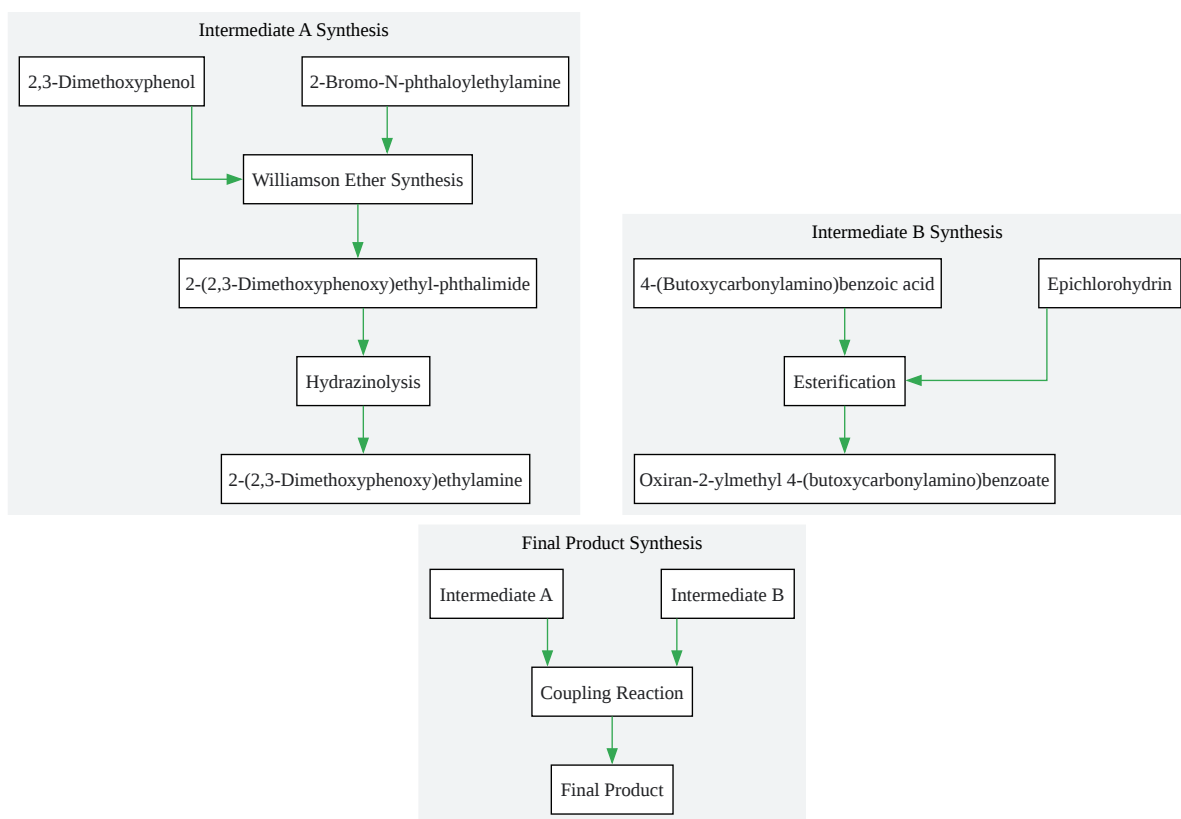 Intermediate A Synthesis
2,3-Dimethoxyphenol
2-Bromo-N-phthaloylethylamine
Williamson Ether Synthesis
2-(2,3-Dimethoxyphenoxy)ethyl-phthalimide
Hydrazinolysis
2-(2,3-Dimethoxyphenoxy)ethylamine
Intermediate B Synthesis
4-(Butoxycarbonylamino)benzoic acid
Epichlorohydrin
Esterification
Oxiran-2-ylmethyl 4-(butoxycarbonylamino)benzoate
Final Product Synthesis
Intermediate A
Intermediate B
Coupling Reaction
Final Product